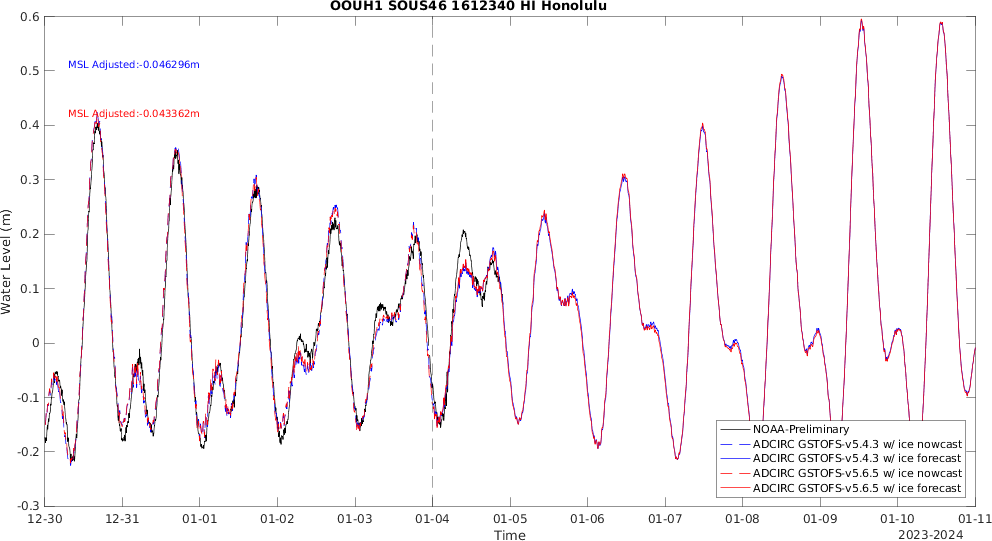 OOUH1 SOUS46 1612340 HI Honolulu
0.6
0.5
0.4
0.3
0.2
0.1
0
-0.1
-0.2
-0.3
Water Level (m)
MSL Adjusted:-0.046296m
MSL Adjusted:-0.043362m
NOAA-Preliminary
ADCIRC GSTOFS-v5.4.3 w/ ice nowcast
ADCIRC GSTOFS-v5.4.3 w/ ice forecast
ADCIRC GSTOFS-v5.6.5 w/ ice nowcast
ADCIRC GSTOFS-v5.6.5 w/ ice forecast
12-30 12-31 01-01 01-02 01-03 01-04 01-05 01-06 01-07 01-08 01-09 01-10 01-11
Time
2023-2024